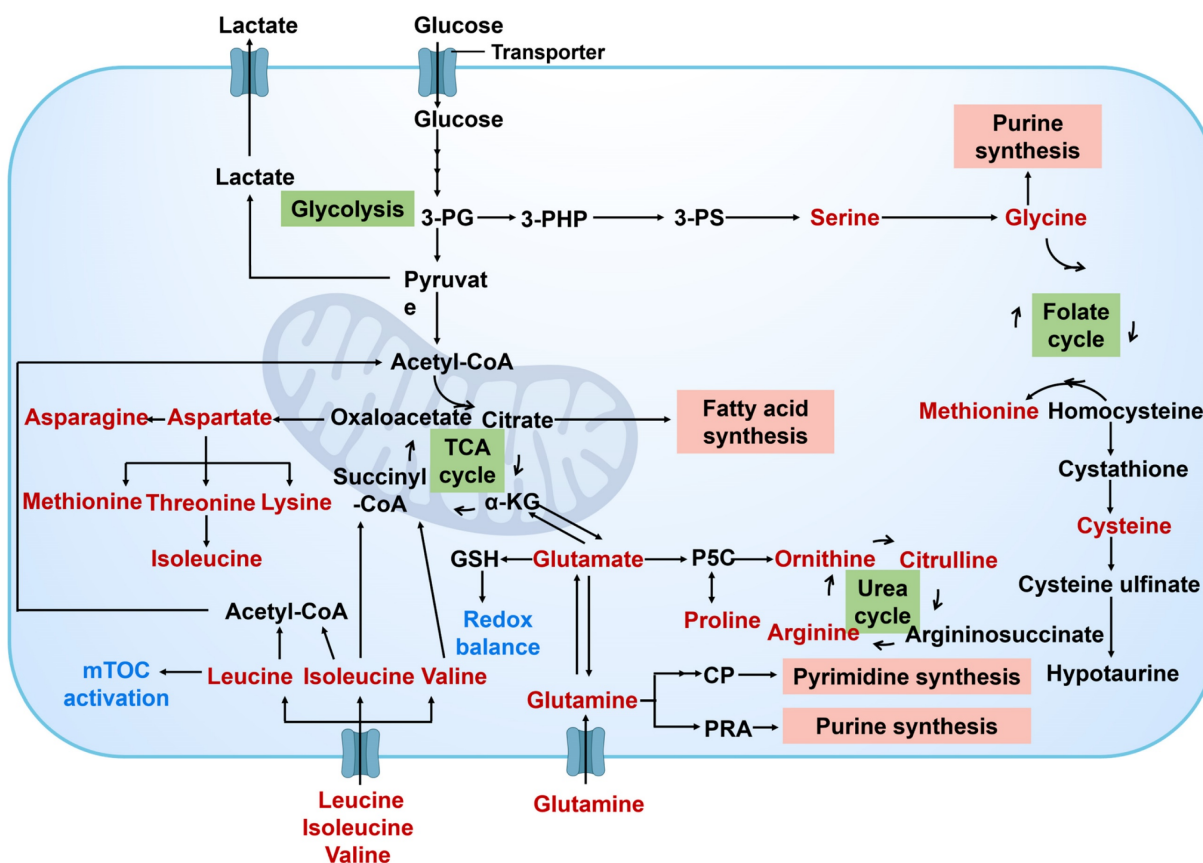 Lactate
Glucose
Transporter
Glucose
Purine
synthesis
Lactate
Glycolysis
3-PG
3-PHP
3-PS
Serine
Glycine
Pyruvat
e
Folate
cycle
Acetyl-CoA
Asparagine
Aspartate
Oxaloacetate
Citrate
Fatty acid
synthesis
Methionine
Homocysteine
TCA
cycle
Succinyl
-CoA
α-KG
Cystathione
Methionine
Threonine
Lysine
Cysteine
Isoleucine
GSH
Glutamate
P5C
Ornithine
Citrulline
Cysteine ulfinate
Urea
cycle
Acetyl-CoA
Redox
balance
Proline
Arginine
Argininosuccinate
mTOC
activation
Leucine
Isoleucine
Valine
Glutamine
CP
Pyrimidine synthesis
Hypotaurine
PRA
Purine synthesis
Leucine
Isoleucine
Valine
Glutamine